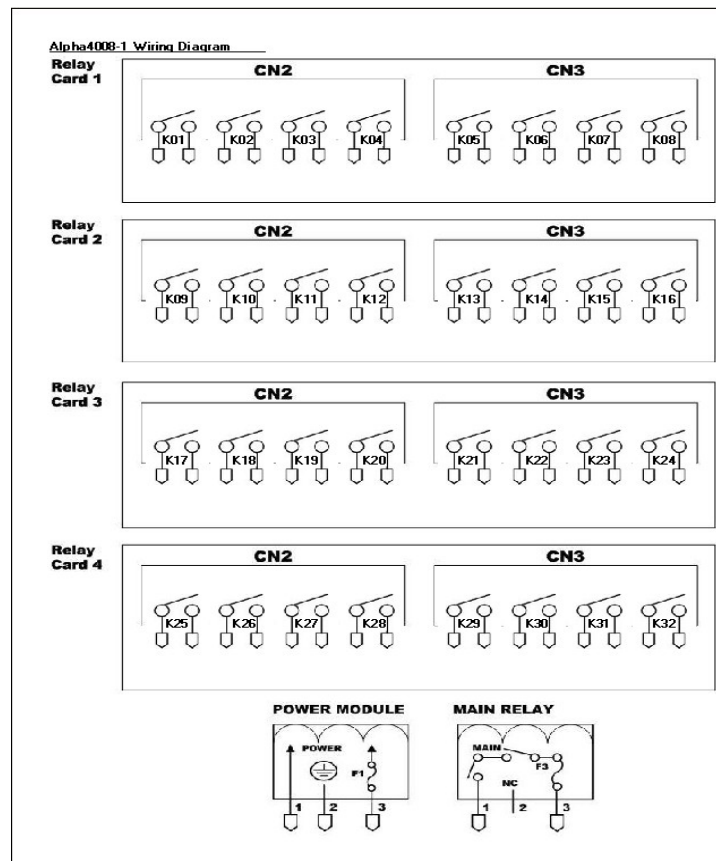 Alpha4008-1 Wiring Diagram
Relay Card 1
CN2 CN3
K01 K02 K03 K04 K05 K06 K07 K08
Relay Card 2
CN2 CN3
K09 K10 K11 K12 K13 K14 K15 K16
Relay Card 3
CN2 CN3
K17 K18 K19 K20 K21 K22 K23 K24
Relay Card 4
CN2 CN3
K25 K26 K27 K28 K29 K30 K31 K32
POWER MODULE MAIN RELAY
POWER MAIN
F1 F3
NC
1 2 3 1 2 3